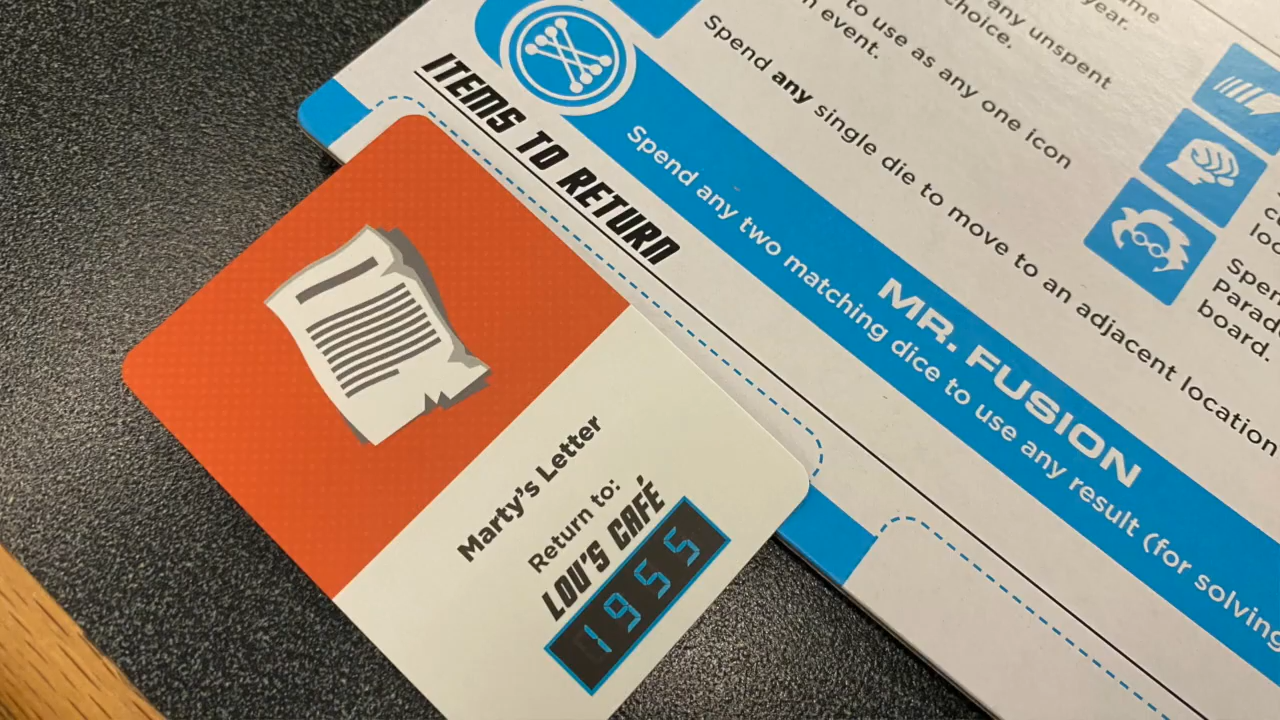 any unspent
year.
to use as any one icon
choice.
n event.
Spend any single die to move to an adjacent location
MR. FUSION
Spend any two matching dice to use any result (for solving
ITEMS TO RETURN
Marty's Letter
Return to:
LOU'S CAFÉ
1955
Spen
Parad
board.